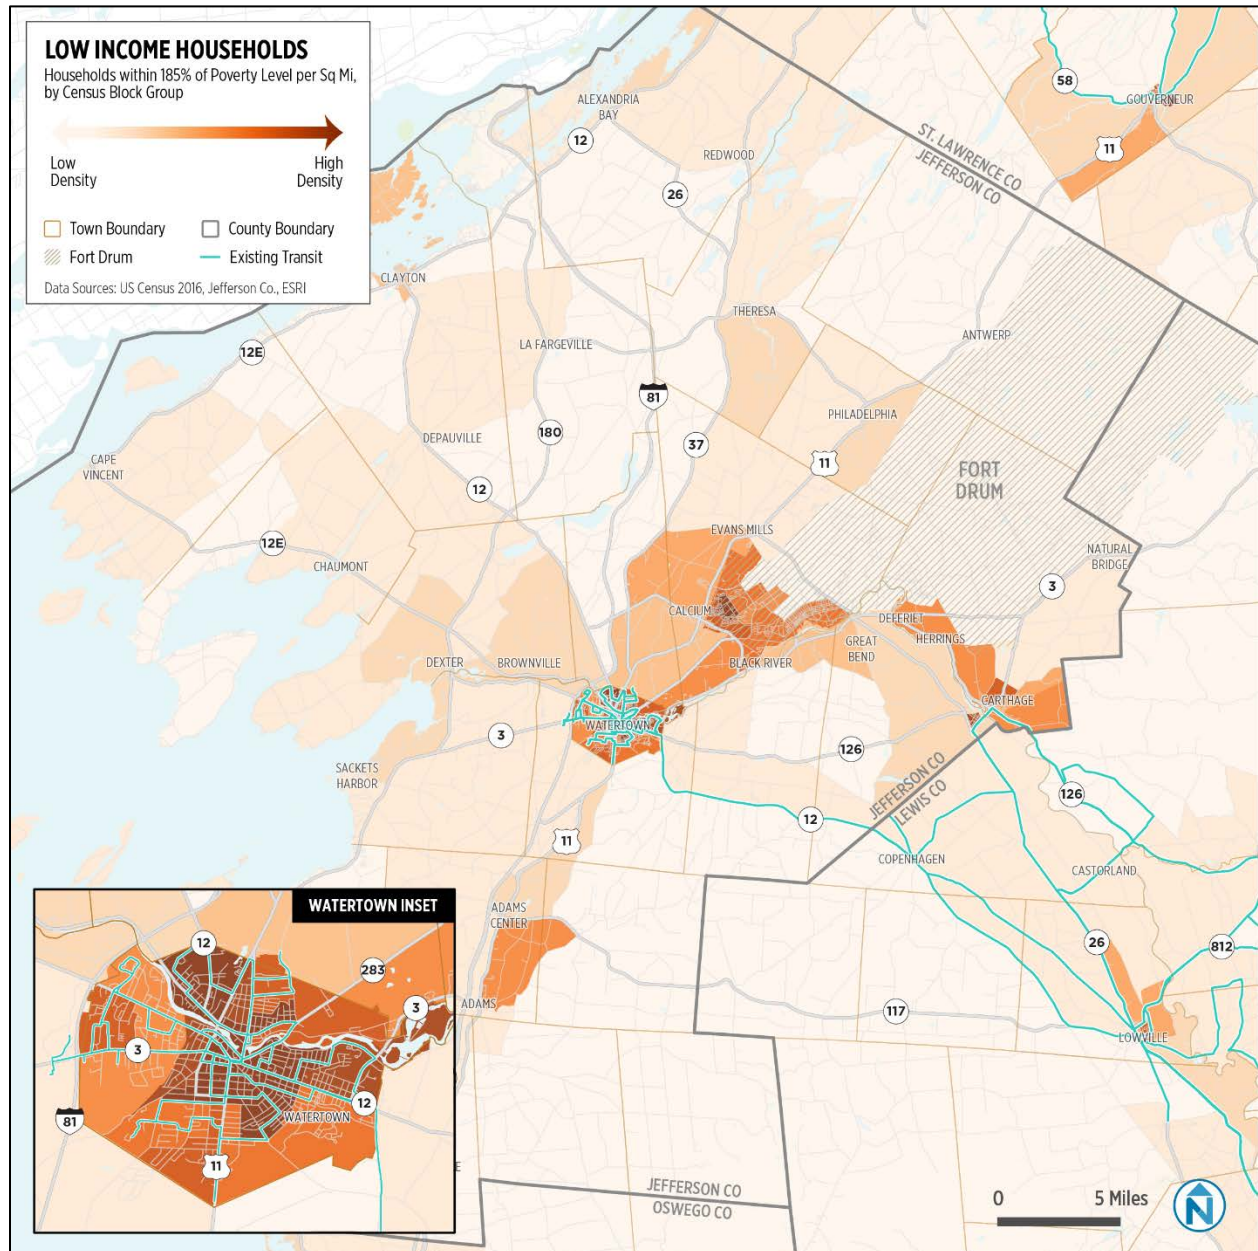 LOW INCOME HOUSEHOLDS
Households within 185% of Poverty Level per Sq Mi,
by Census Block Group
Low
Density
High
Density
Town Boundary
County Boundary
Fort Drum
Existing Transit
Data Sources: US Census 2016, Jefferson Co., ESRI
58
GOUVERNEUR
ALEXANDRIA
BAY
12
REDWOOD
11
ST. LAWRENCE CO
JEFFERSON CO
26
CLAYTON
THERESA
ANTWERP
12E
LA FARGEVILLE
81
PHILADELPHIA
DEPAUVILLE
180
37
11
CAPE
VINCENT
12
FORT
DRUM
EVANS MILLS
12E
CHAUMONT
NATURAL
BRIDGE
3
CALCIUM
DEFERIET
HERRINGS
GREAT
BEND
DEXTER
BROWNVILLE
BLACK RIVER
CARTHAGE
WATERTOWN
3
126
SACKETS
HARBOR
JEFFERSON CO
LEWIS CO
126
12
11
COPENHAGEN
CASTORLAND
WATERTOWN INSET
ADAMS
CENTER
26
812
12
283
3
ADAMS
117
LOWVILLE
3
12
81
WATERTOWN
11
E
JEFFERSON CO
OSWEGO CO
0
5 Miles
N